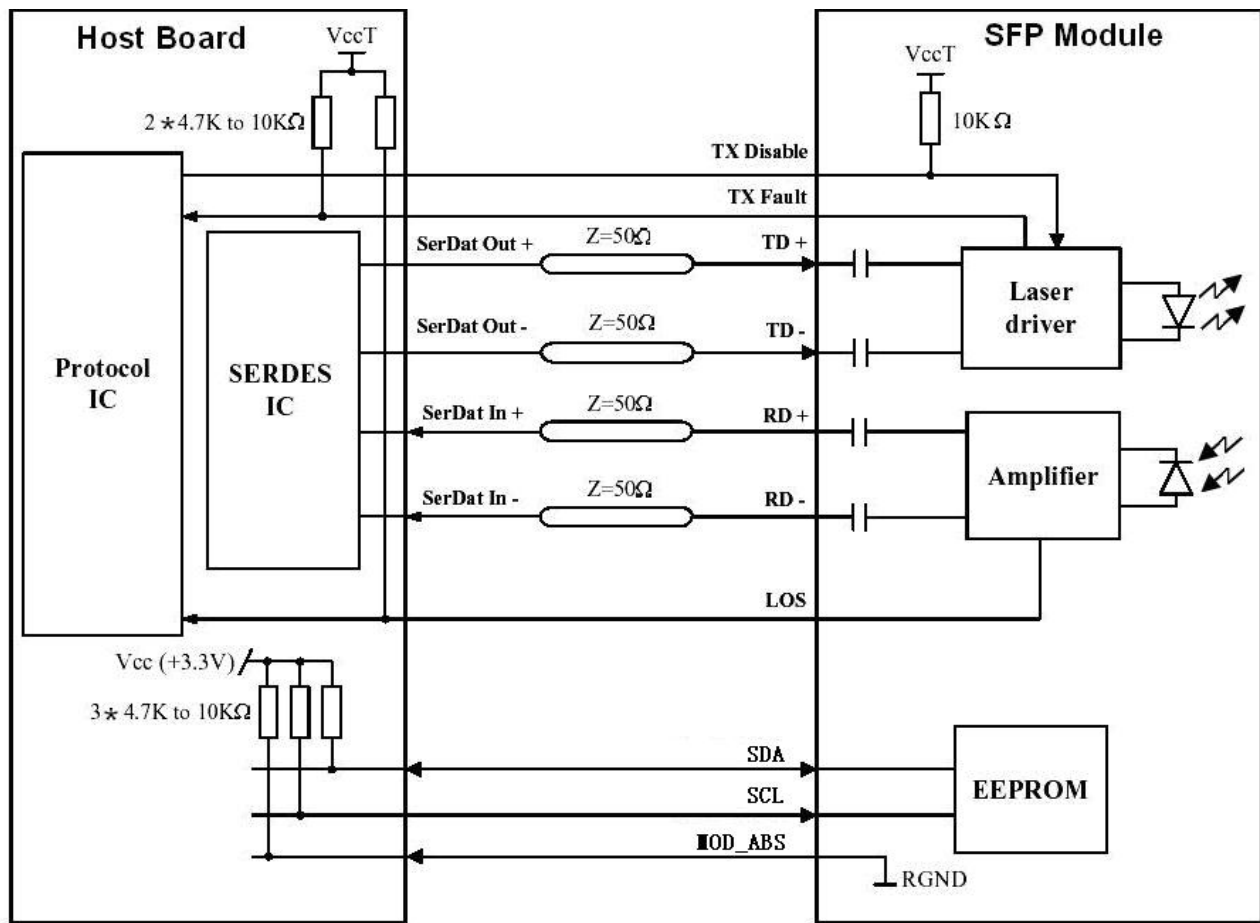 Host Board
SFP Module
VccT
VccT
2*4.7K to 10KΩ
10KΩ
TX Disable
TX Fault
SerDat Out +
Z=50Ω
TD +
Laser
driver
SerDat Out -
Z=50Ω
TD -
Protocol
IC
SERDES
IC
SerDat In +
Z=50Ω
RD +
Amplifier
SerDat In -
Z=50Ω
RD -
LOS
Vcc (+3.3V)
3* 4.7K to 10KΩ
SDA
SCL
EEPROM
MOD_ABS
RGND